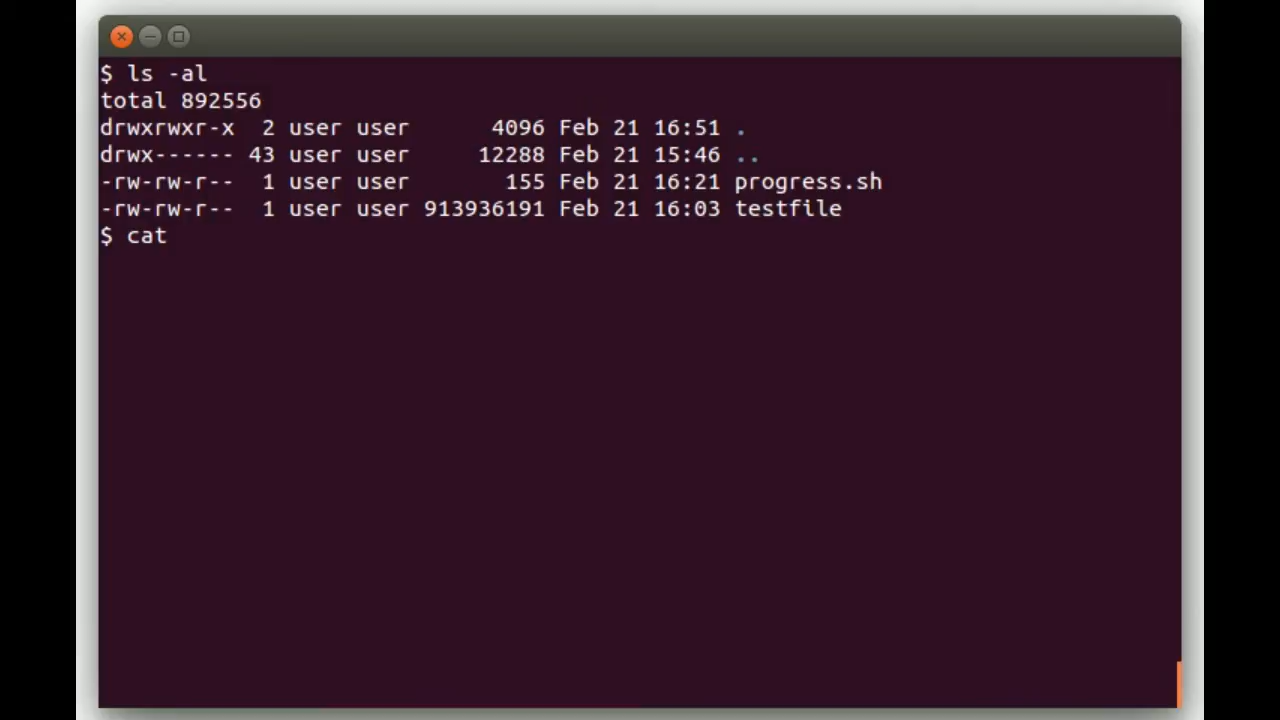 $ ls -al
total 892556
drwxrwxr-x  2 user user      4096 Feb 21 16:51 .
drwx------ 43 user user     12288 Feb 21 15:46 ..
-rw-rw-r--  1 user user       155 Feb 21 16:21 progress.sh
-rw-rw-r--  1 user user 913936191 Feb 21 16:03 testfile
$ cat